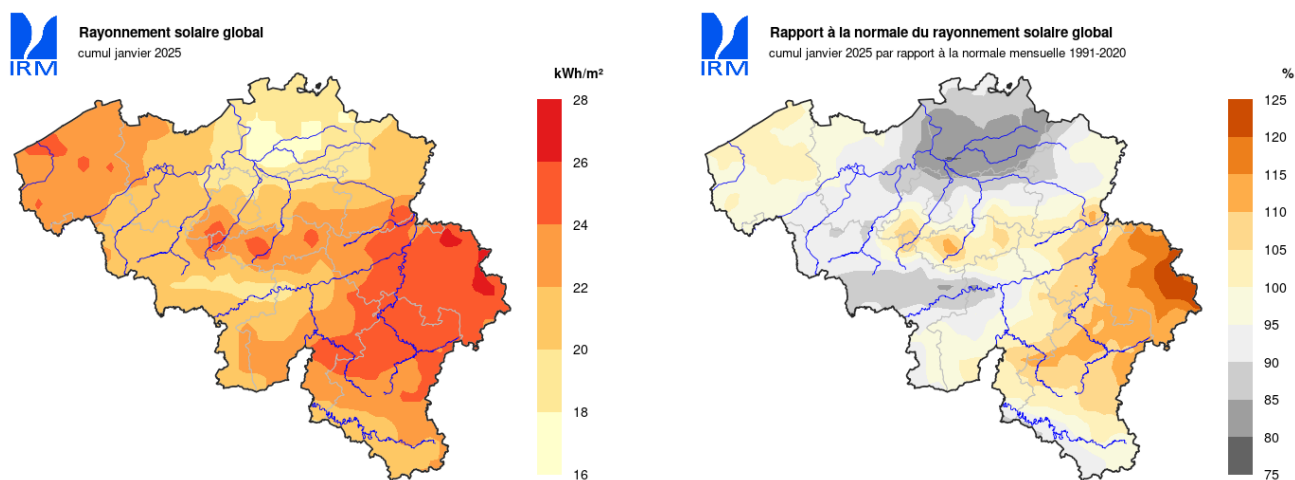 IRM
Rayonnement solaire global
cumul janvier 2025
kWh/m²
28
26
24
22
20
18
16
IRM
Rapport à la normale du rayonnement solaire global
cumul janvier 2025 par rapport à la normale mensuelle 1991-2020
%
125
120
115
110
105
100
95
90
85
80
75